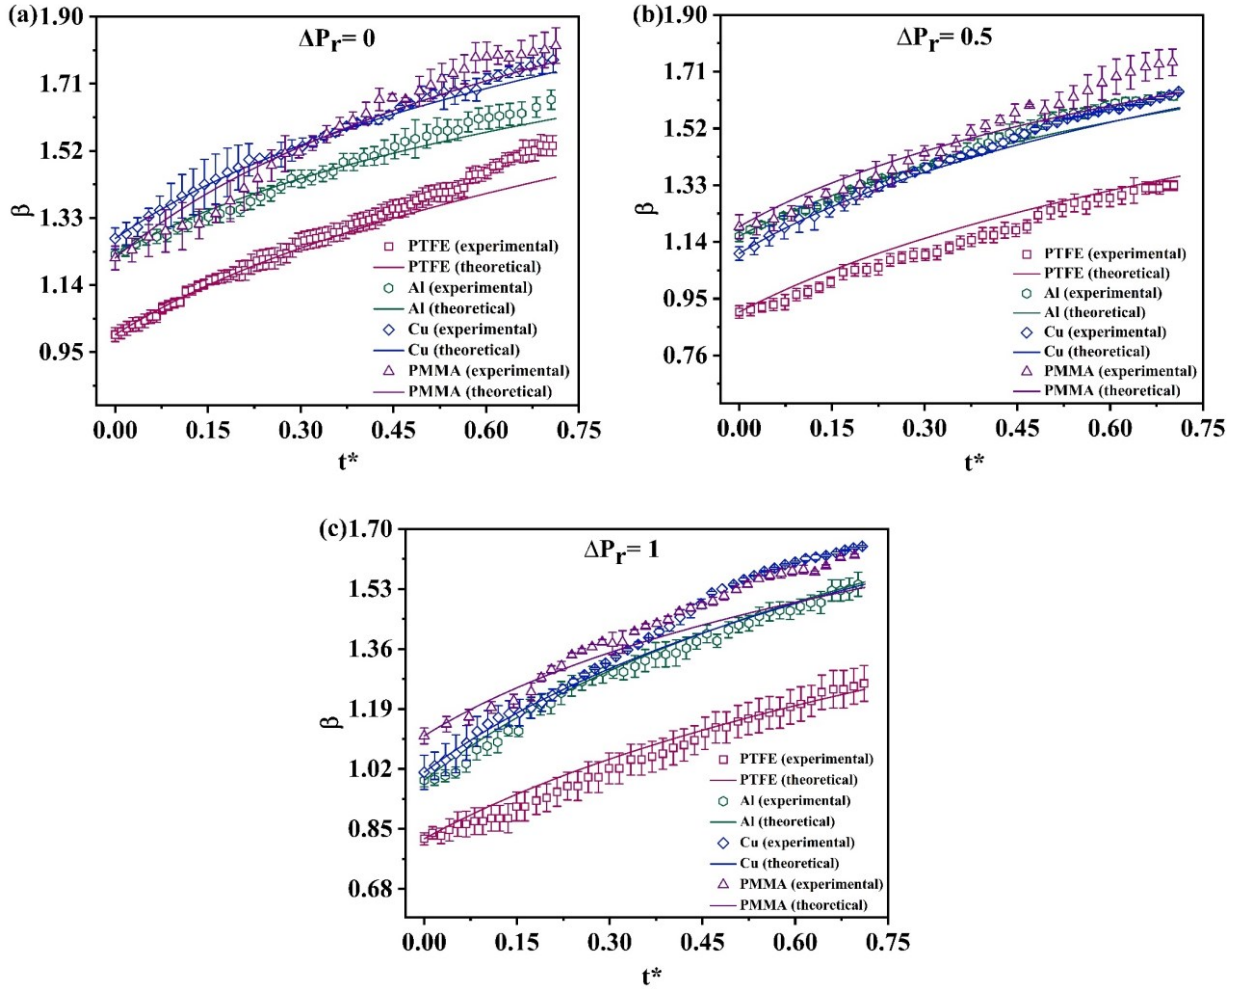 (a)
ΔPr= 0
1.90
1.71
1.52
1.33
1.14
0.95
β
PTFE (experimental)
PTFE (theoretical)
Al (experimental)
Al (theoretical)
Cu (experimental)
Cu (theoretical)
PMMA (experimental)
PMMA (theoretical)
0.00 0.15 0.30 0.45 0.60 0.75
t*
(b)
ΔPr= 0.5
1.90
1.71
1.52
1.33
1.14
0.95
0.76
β
PTFE (experimental)
PTFE (theoretical)
Al (experimental)
Al (theoretical)
Cu (experimental)
Cu (theoretical)
PMMA (experimental)
PMMA (theoretical)
0.00 0.15 0.30 0.45 0.60 0.75
t*
(c)
ΔPr= 1
1.70
1.53
1.36
1.19
1.02
0.85
0.68
β
PTFE (experimental)
PTFE (theoretical)
Al (experimental)
Al (theoretical)
Cu (experimental)
Cu (theoretical)
PMMA (experimental)
PMMA (theoretical)
0.00 0.15 0.30 0.45 0.60 0.75
t*